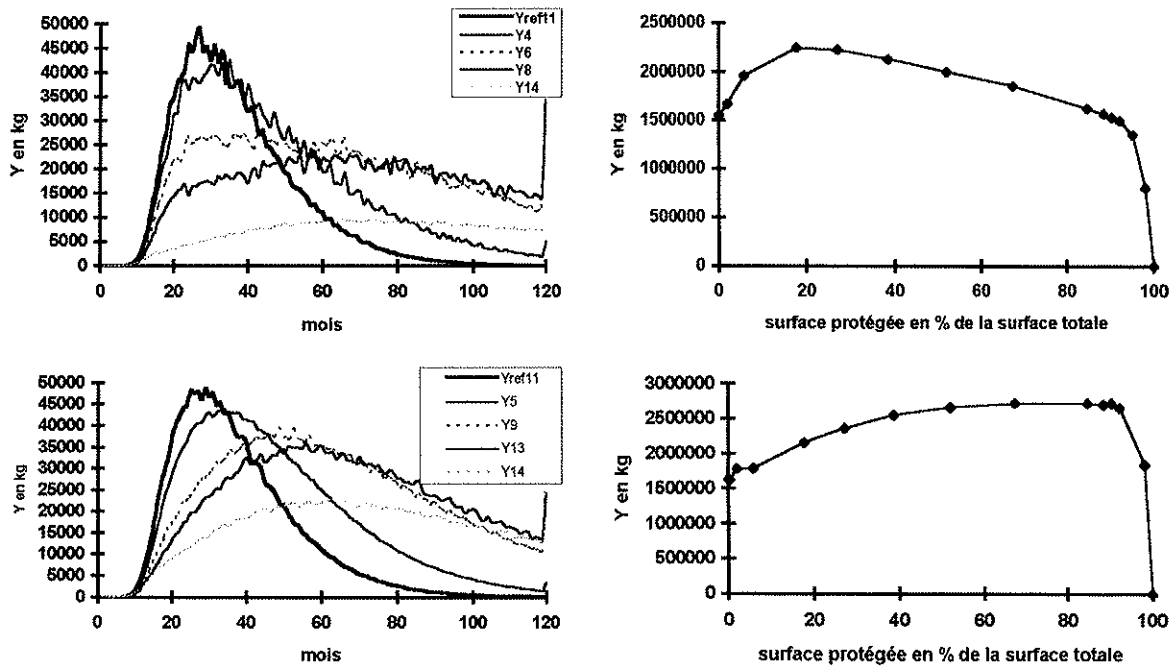 50000
45000
40000
35000
30000
25000
20000
15000
10000
5000
0
Y en kg
0 20 40 60 80 100 120
mois
Yreft1
Y4
Y6
Y8
Y14
2500000
2000000
1500000
1000000
500000
0
Y en kg
0 20 40 60 80 100
surface protégée en % de la surface totale
50000
45000
40000
35000
30000
25000
20000
15000
10000
5000
0
Y en kg
0 20 40 60 80 100 120
mois
Yref11
Y5
Y9
Y13
Y14
3000000
2500000
2000000
1500000
1000000
500000
0
Y en kg
0 20 40 60 80 100
surface protégée en % de la surface totale